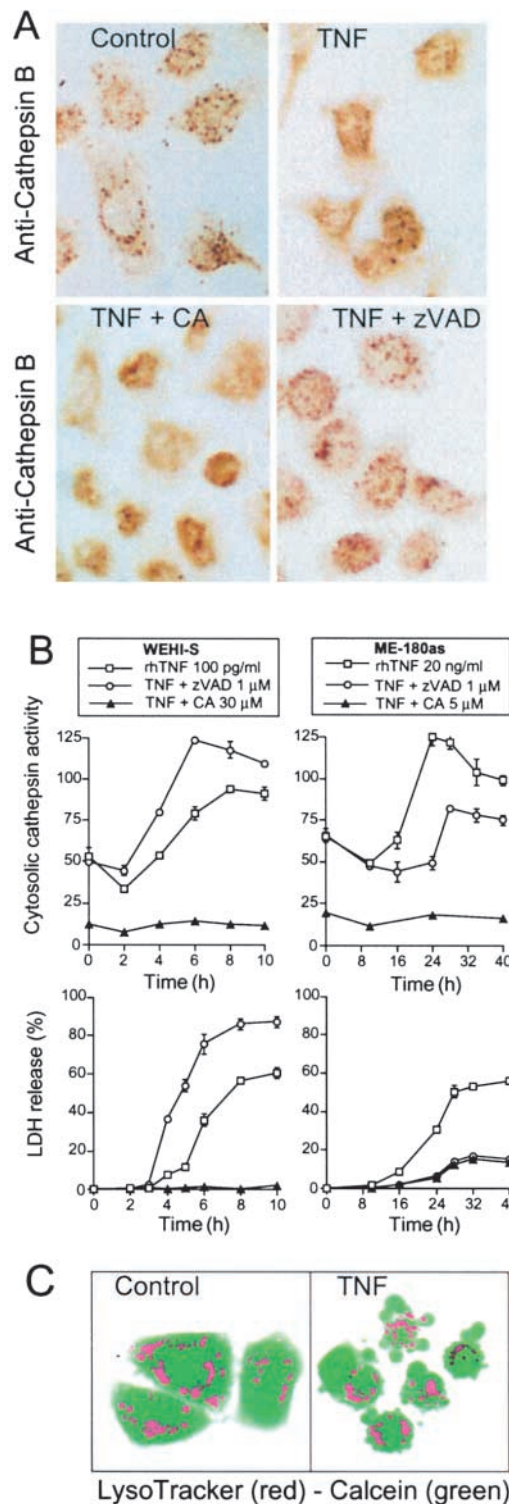 A
Control
TNF
Anti-Cathepsin B
TNF + CA
TNF + zVAD
Anti-Cathepsin B
B
WEHI-S
rhTNF 100 pg/ml
TNF + zVAD 1 µM
TNF + CA 30 µM
ME-180as
rhTNF 20 ng/ml
TNF + zVAD 1 µM
TNF + CA 5 µM
Cytosolic cathepsin activity
125
100
75
50
25
0
0 2 4 6 8 10
Time (h)
125
100
75
50
25
0
0 8 16 24 32 40
Time (h)
LDH release (%)
100
80
60
40
20
0
0 2 4 6 8 10
Time (h)
100
80
60
40
20
0
0 8 16 24 32 40
Time (h)
C
Control
TNF
LysoTracker (red) - Calcein (green)